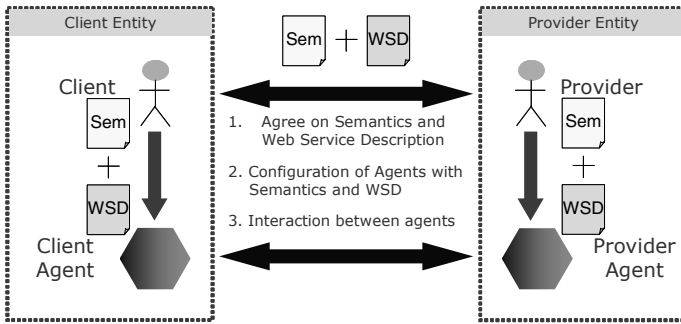 Client Entity
Sem
+
WSD
Provider Entity
Client
Sem
+
WSD
Client
Agent
1. Agree on Semantics and
Web Service Description
2. Configuration of Agents with
Semantics and WSD
3. Interaction between agents
Provider
Sem
+
WSD
Provider
Agent